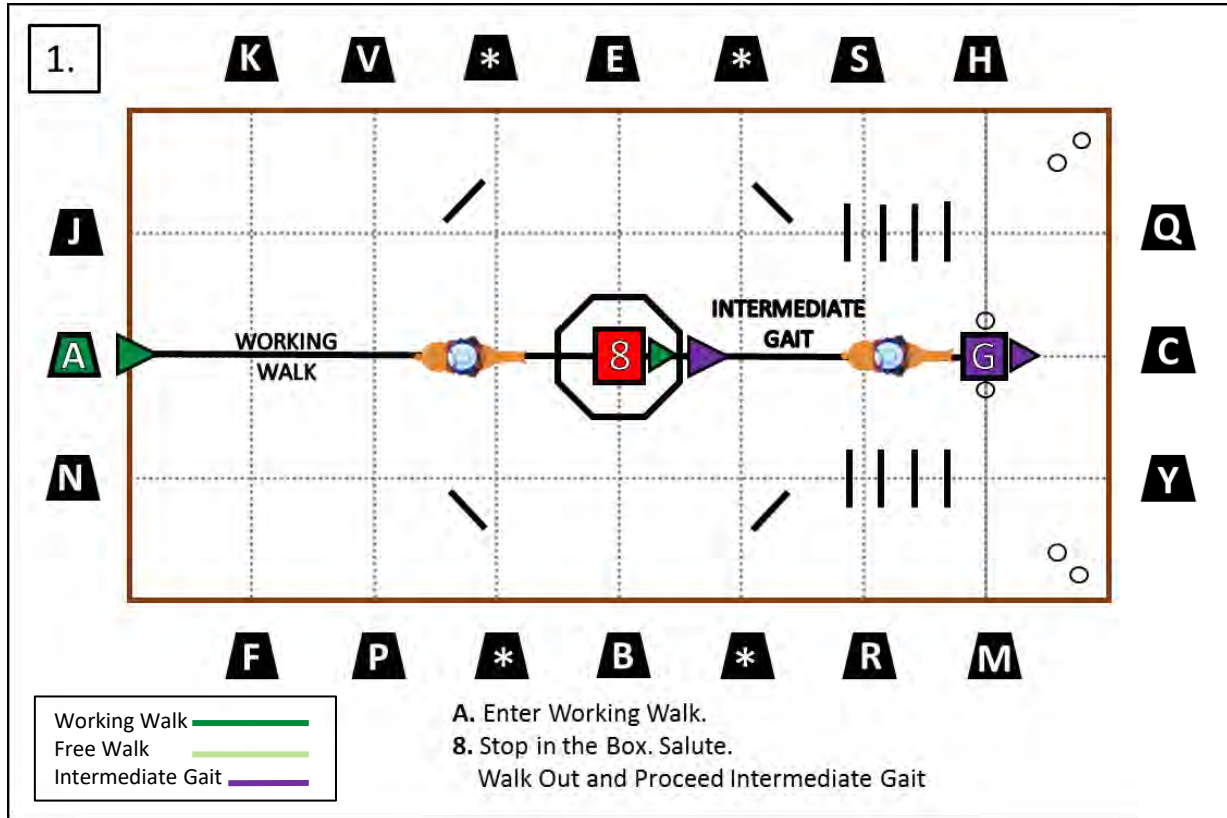 1.
K V * E * S H
J Q
INTERMEDIATE
GAIT
WORKING
WALK
A 8 G C
N Y
F P * B * R M
Working Walk
Free Walk
Intermediate Gait
A. Enter Working Walk.
8. Stop in the Box. Salute.
Walk Out and Proceed Intermediate Gait